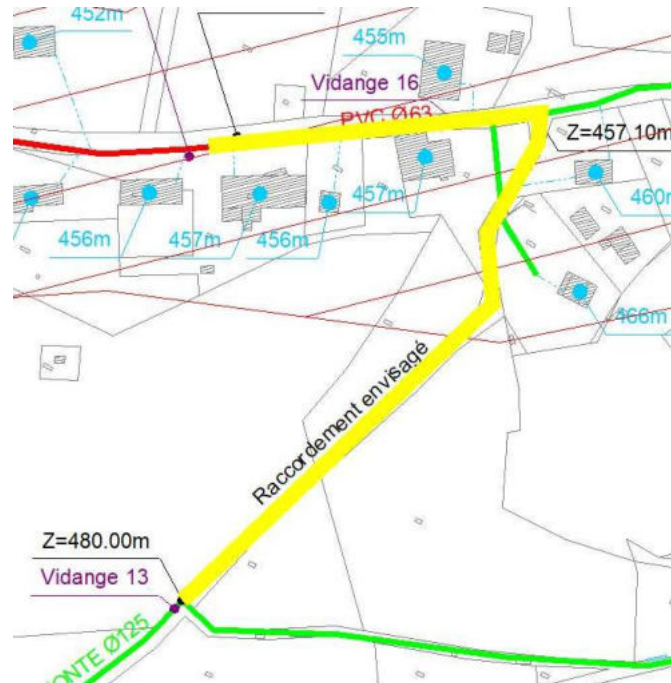 452m
455m
Vidange 16
PVC Ø63
Z=457.10m
460m
457m
456m
457m
456m
466m
Raccordement envisagé
Z=480.00m
Vidange 13
ONTE Ø125